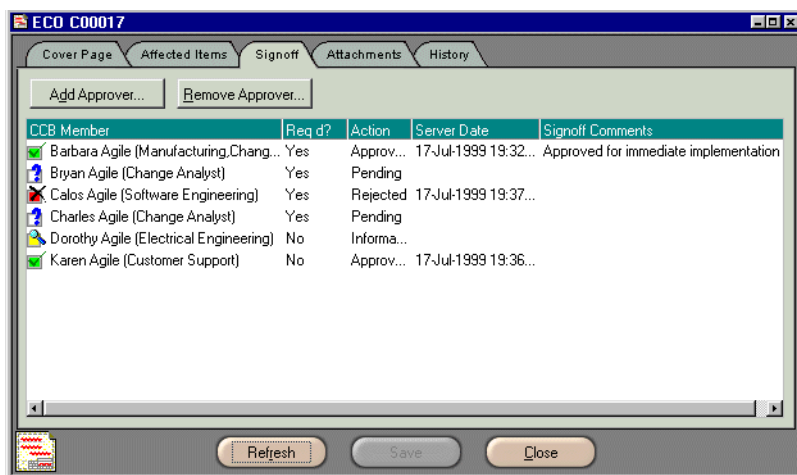 ECO C00017
Cover Page Affected Items Signoff Attachments History
Add Approver... Remove Approver...
CCB Member Req d? Action Server Date Signoff Comments
Barbara Agile (Manufacturing,Chang... Yes Approv... 17-Jul-1999 19:32... Approved for immediate implementation
Bryan Agile (Change Analyst) Yes Pending
Calos Agile (Software Engineering) Yes Rejected 17-Jul-1999 19:37...
Charles Agile (Change Analyst) Yes Pending
Dorothy Agile (Electrical Engineering) No Informa...
Karen Agile (Customer Support) No Approv... 17-Jul-1999 19:36...
Refresh Save Close